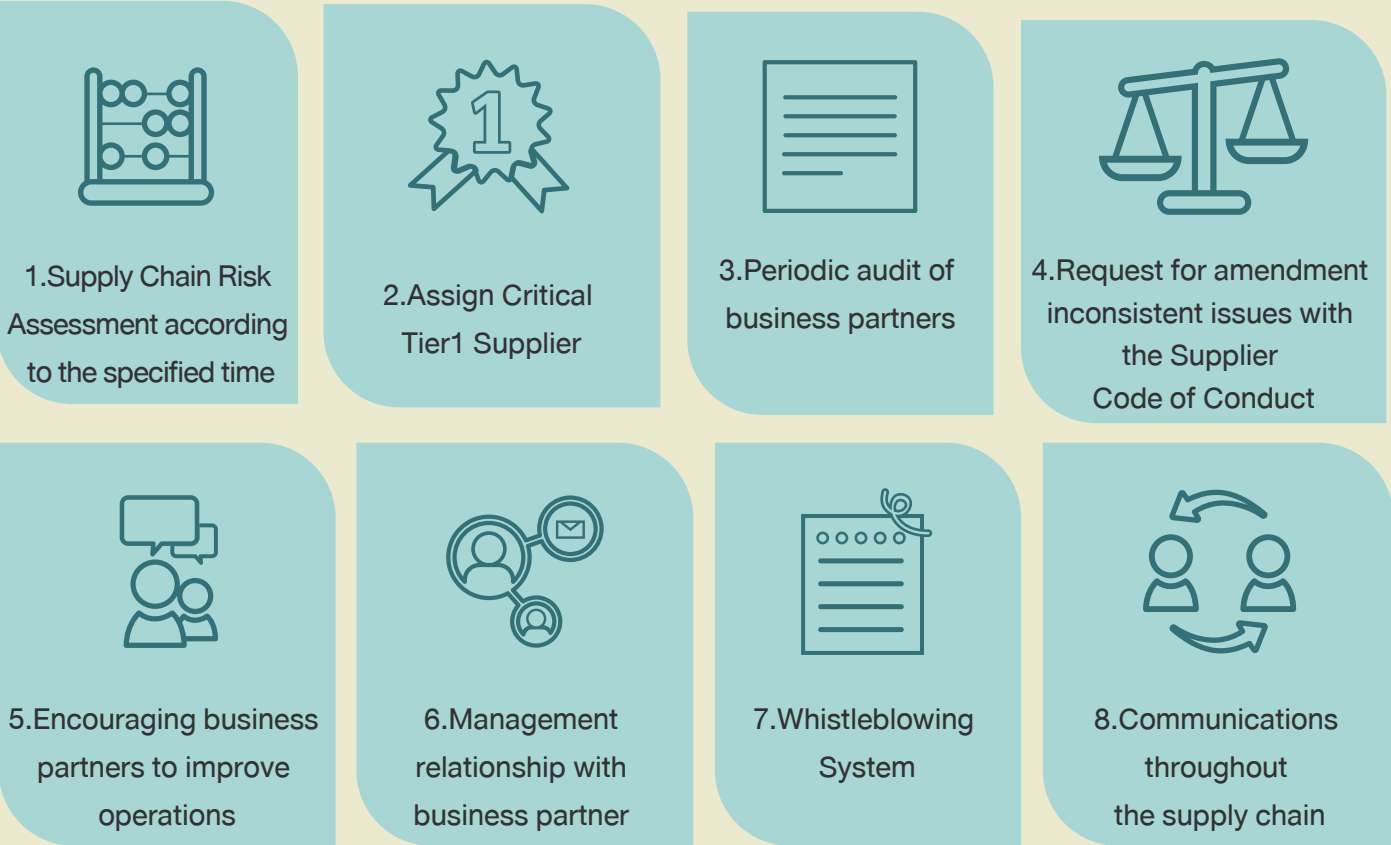 1
1.Supply Chain Risk
Assessment according
to the specified time
2.Assign Critical
Tier1 Supplier
3.Periodic audit of
business partners
4.Request for amendment
inconsistent issues with
the Supplier
Code of Conduct
5.Encouraging business
partners to improve
operations
6.Management
relationship with
business partner
7.Whistleblowing
System
8.Communications
throughout
the supply chain